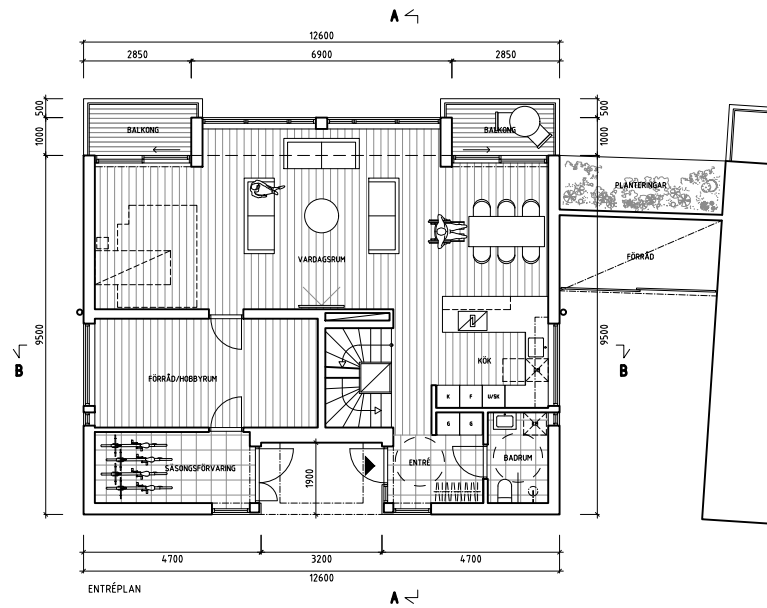 A
12600
2850
6900
2850
500
500
1000
1000
BALKONG
BALKONG
PLANTERINGAR
VARDAGSRUM
FÖRRÅD
9500
9500
B
B
KÖK
FÖRRÅD/HOBBYRUM
K F U/SK
G G
SÄSONGSFÖRVARING
1900
ENTRÉ
BADRUM
4700
3200
4700
12600
ENTRÉPLAN
A